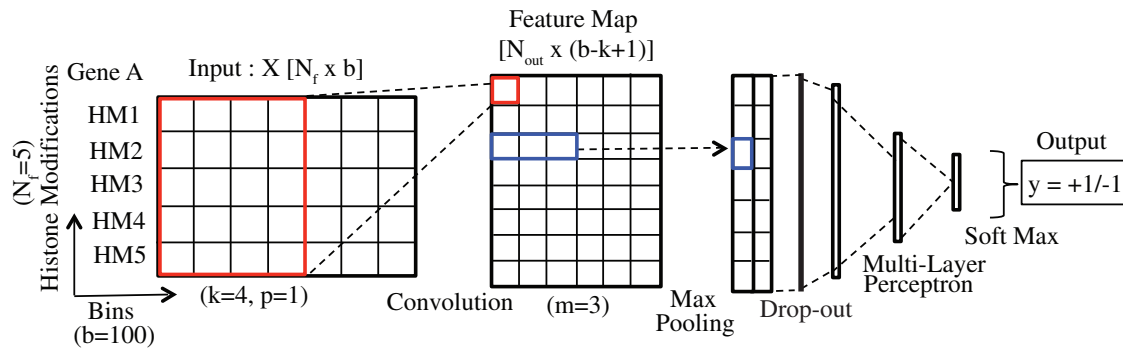 Feature Map
[N_out x (b-k+1)]
Gene A
Input : X [N_f x b]
Histone Modifications
(N_f=5)
HM1
HM2
HM3
HM4
HM5
Bins
(b=100)
(k=4, p=1)
Convolution
(m=3)
Max
Pooling
Drop-out
Multi-Layer
Perceptron
Soft Max
Output
y = +1/-1